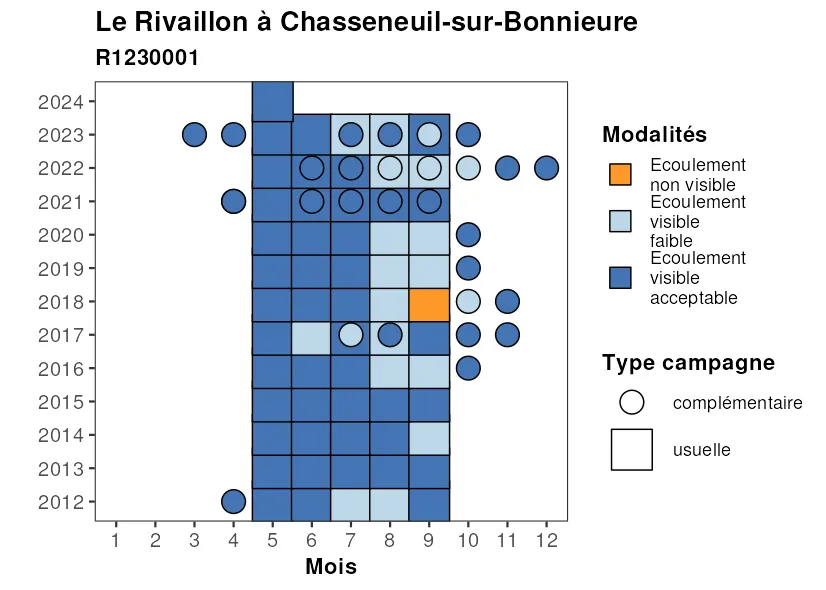 Le Rivaillon à Chasseneuil-sur-Bonnieure
R1230001
2024
2023
2022
2021
2020
2019
2018
2017
2016
2015
2014
2013
2012
1 2 3 4 5 6 7 8 9 10 11 12
Mois
Modalités
Ecoulement
non visible
Ecoulement
visible
faible
Ecoulement
visible
acceptable
Type campagne
complémentaire
usuelle